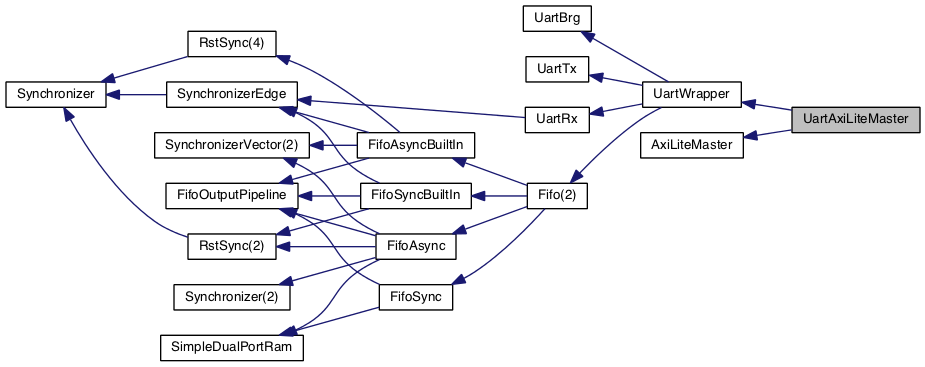 UartBrg
RstSync(4)
UartTx
Synchronizer
SynchronizerEdge
UartWrapper
UartRx
UartAxiLiteMaster
SynchronizerVector(2)
FifoAsyncBuiltIn
AxiLiteMaster
FifoOutputPipeline
FifoSyncBuiltIn
Fifo(2)
RstSync(2)
FifoAsync
Synchronizer(2)
FifoSync
SimpleDualPortRam